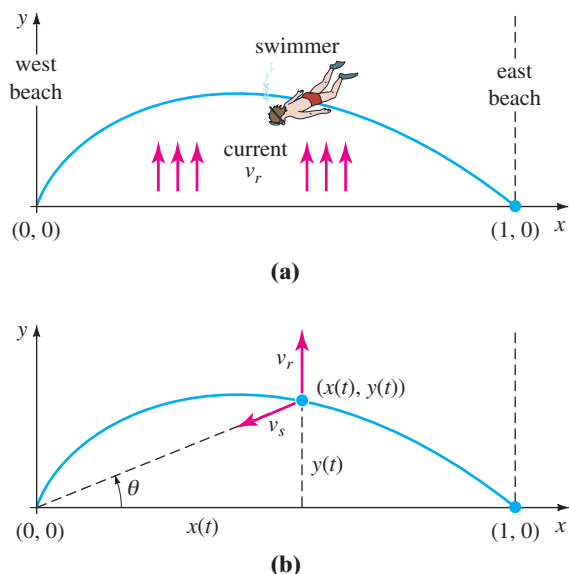 y
swimmer
west
beach
east
beach
current
v_r
(0, 0)
(1, 0)
x
(a)
y
v_r
(x(t), y(t))
v_s
y(t)
θ
(0, 0)
x(t)
(1, 0)
x
(b)